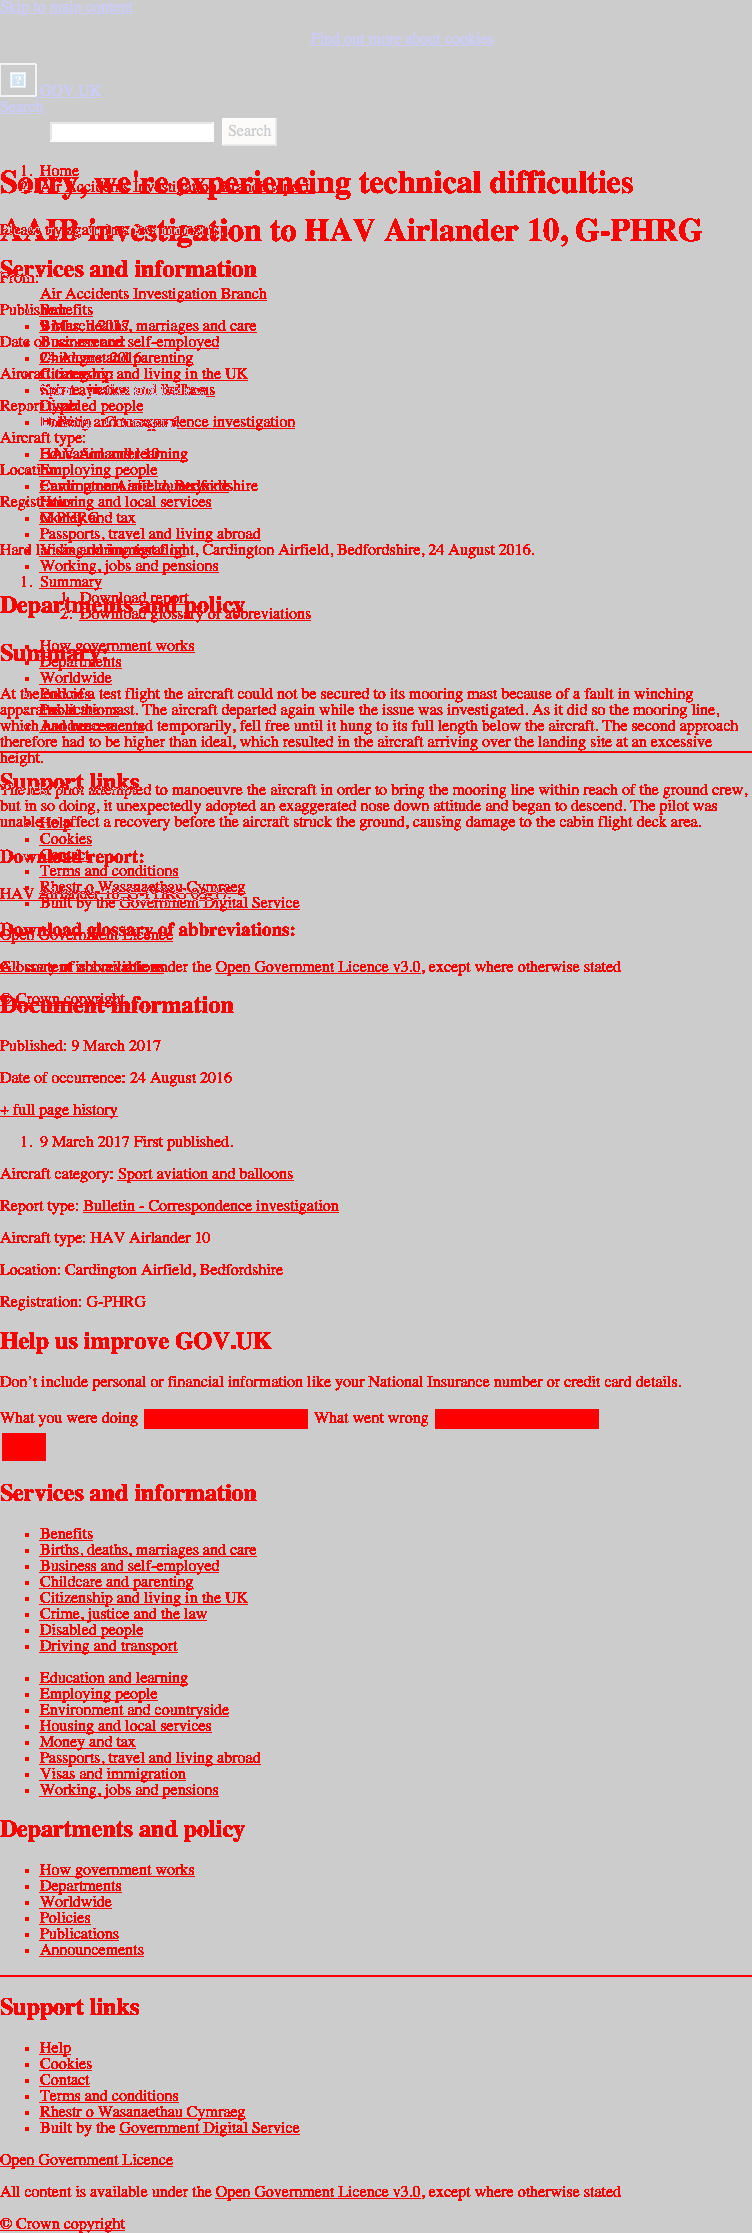 Skip to main content
Find out more about cookies
GOV.UK
Search
Search
1. Home
2. Air Accidents Investigation Branch reports
Sorry, we're experiencing technical difficulties
Please try again in a few moments.
AAIB investigation to HAV Airlander 10, G-PHRG
Services and information
From:
Air Accidents Investigation Branch
Published:
Benefits
9 March 2017
Births, deaths, marriages and care
Date of occurrence:
Business and self-employed
24 August 2016
Childcare and parenting
Aircraft category:
Citizenship and living in the UK
Sport aviation and balloons
Report type:
Disabled people
Bulletin - Correspondence investigation
Aircraft type:
HAV Airlander 10
Education and learning
Location:
Employing people
Cardington Airfield, Bedfordshire
Environment and countryside
Registration:
Housing and local services
G-PHRG
Money and tax
Passports, travel and living abroad
Hard landing during test flight, Cardington Airfield, Bedfordshire, 24 August 2016.
Visas and immigration
Working, jobs and pensions
1. Summary
1. Download report
2. Download glossary of abbreviations
Departments and policy
How government works
Summary:
Departments
Worldwide
Policies
Publications
Announcements
At the end of a test flight the aircraft could not be secured to its mooring mast because of a fault in winching
apparatus at the mast. The aircraft departed again while the issue was investigated. As it did so the mooring line,
which had been secured temporarily, fell free until it hung to its full length below the aircraft. The second approach
therefore had to be higher than ideal, which resulted in the aircraft arriving over the landing site at an excessive
height.
Support links
The test pilot attempted to manoeuvre the aircraft in order to bring the mooring line within reach of the ground crew,
but in so doing, it unexpectedly adopted an exaggerated nose down attitude and began to descend. The pilot was
unable to affect a recovery before the aircraft struck the ground, causing damage to the cabin flight deck area.
Help
Cookies
Contact
Download report:
Terms and conditions
Rhestr o Wasanaethau Cymraeg
HAV Airlander 10, G-PHRG 03-17
Built by the Government Digital Service
Download glossary of abbreviations:
Open Government Licence
Glossary of abbreviations
All content is available under the Open Government Licence v3.0, except where otherwise stated
© Crown copyright
Document information
Published: 9 March 2017
Date of occurrence: 24 August 2016
+ full page history
1. 9 March 2017 First published.
Aircraft category: Sport aviation and balloons
Report type: Bulletin - Correspondence investigation
Aircraft type: HAV Airlander 10
Location: Cardington Airfield, Bedfordshire
Registration: G-PHRG
Help us improve GOV.UK
Don’t include personal or financial information like your National Insurance number or credit card details.
What you were doing What went wrong
Services and information
Benefits
Births, deaths, marriages and care
Business and self-employed
Childcare and parenting
Citizenship and living in the UK
Crime, justice and the law
Disabled people
Driving and transport
Education and learning
Employing people
Environment and countryside
Housing and local services
Money and tax
Passports, travel and living abroad
Visas and immigration
Working, jobs and pensions
Departments and policy
How government works
Departments
Worldwide
Policies
Publications
Announcements
Support links
Help
Cookies
Contact
Terms and conditions
Rhestr o Wasanaethau Cymraeg
Built by the Government Digital Service
Open Government Licence
All content is available under the Open Government Licence v3.0, except where otherwise stated
© Crown copyright